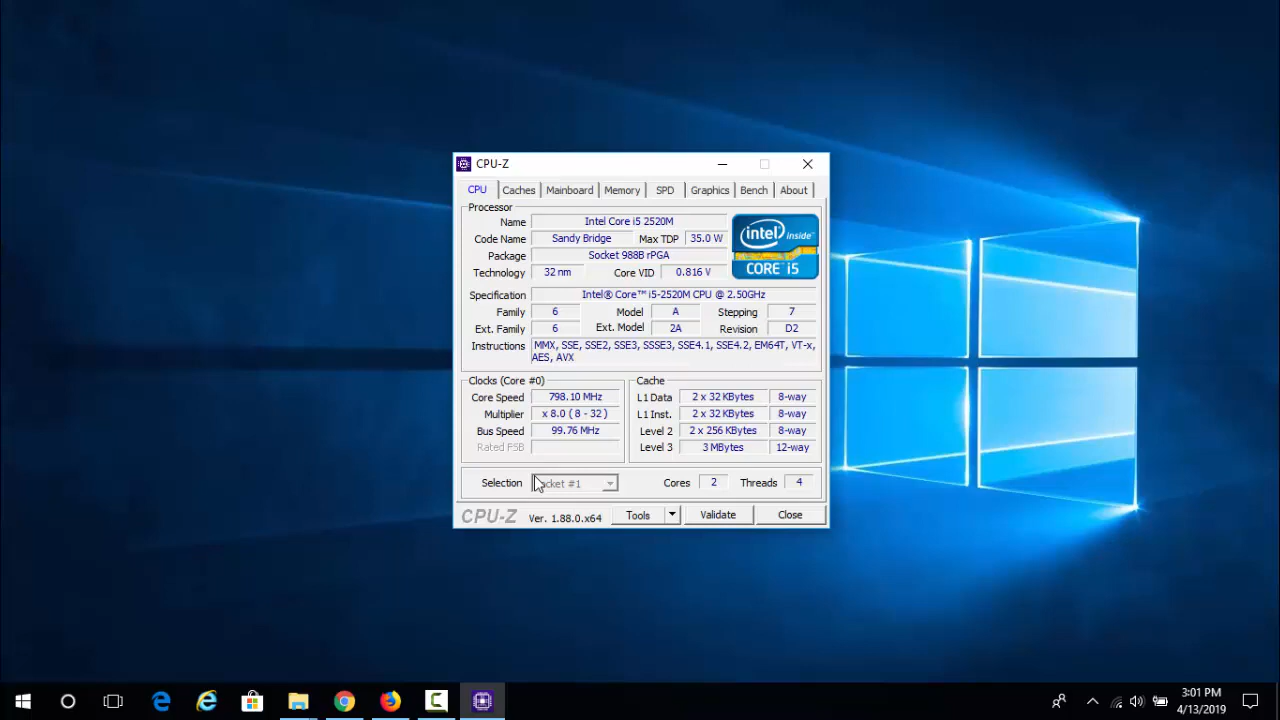 CPU-Z
CPU Caches Mainboard Memory SPD Graphics Bench About
Processor
Name Intel Core i5 2520M
Code Name Sandy Bridge Max TDP 35.0 W
Package Socket 988B rPGA
Technology 32 nm Core VID 0.816 V
intel inside™
CORE i5
Specification Intel® Core™ i5-2520M CPU @ 2.50GHz
Family 6 Model A Stepping 7
Ext. Family 6 Ext. Model 2A Revision D2
Instructions MMX, SSE, SSE2, SSE3, SSSE3, SSE4.1, SSE4.2, EM64T, VT-x,
AES, AVX
Clocks (Core #0)
Core Speed 798.10 MHz
Multiplier x 8.0 ( 8 - 32 )
Bus Speed 99.76 MHz
Rated FSB
Cache
L1 Data 2 x 32 KBytes 8-way
L1 Inst. 2 x 32 KBytes 8-way
Level 2 2 x 256 KBytes 8-way
Level 3 3 MBytes 12-way
Selection #1 Cores 2 Threads 4
CPU-Z Ver. 1.88.0.x64 Tools Validate Close
3:01 PM
4/13/2019